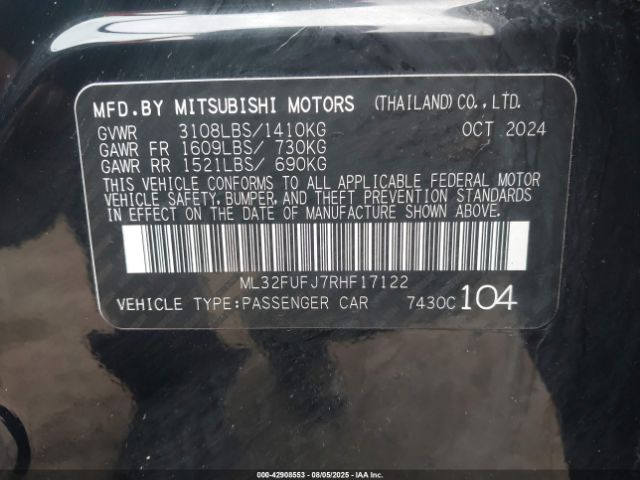 MFD.BY MITSUBISHI MOTORS (THAILAND) CO., LTD.
GVWR 3108LBS/1410KG OCT 2024
GAWR FR 1609LBS/ 730KG
GAWR RR 1521LBS/ 690KG
THIS VEHICLE CONFORMS TO ALL APPLICABLE FEDERAL MOTOR
VEHICLE SAFETY, BUMPER, AND THEFT PREVENTION STANDARDS
IN EFFECT ON THE DATE OF MANUFACTURE SHOWN ABOVE.
ML32FUFJ7RHF17122
VEHICLE TYPE:PASSENGER CAR 7430C 104
000-42908553 - 08/05/2025 - IAA Inc.